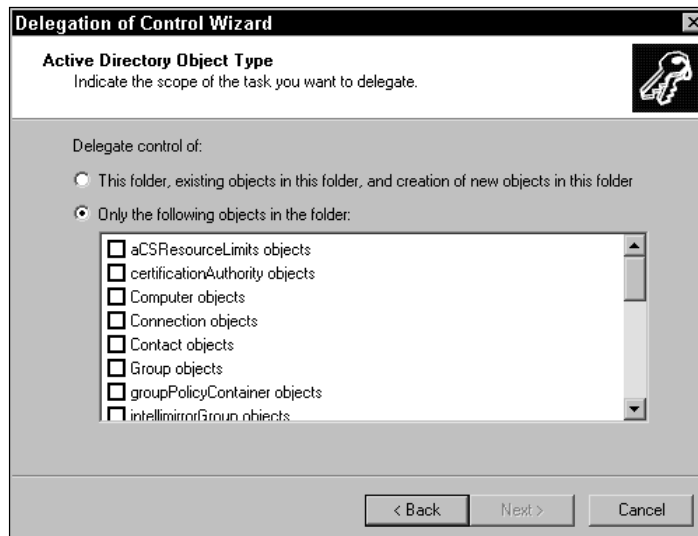 Delegation of Control Wizard
Active Directory Object Type
Indicate the scope of the task you want to delegate.
Delegate control of:
This folder, existing objects in this folder, and creation of new objects in this folder
Only the following objects in the folder:
aCSResourceLimits objects
certificationAuthority objects
Computer objects
Connection objects
Contact objects
Group objects
groupPolicyContainer objects
intellimirrorGroup objects
< Back
Next >
Cancel